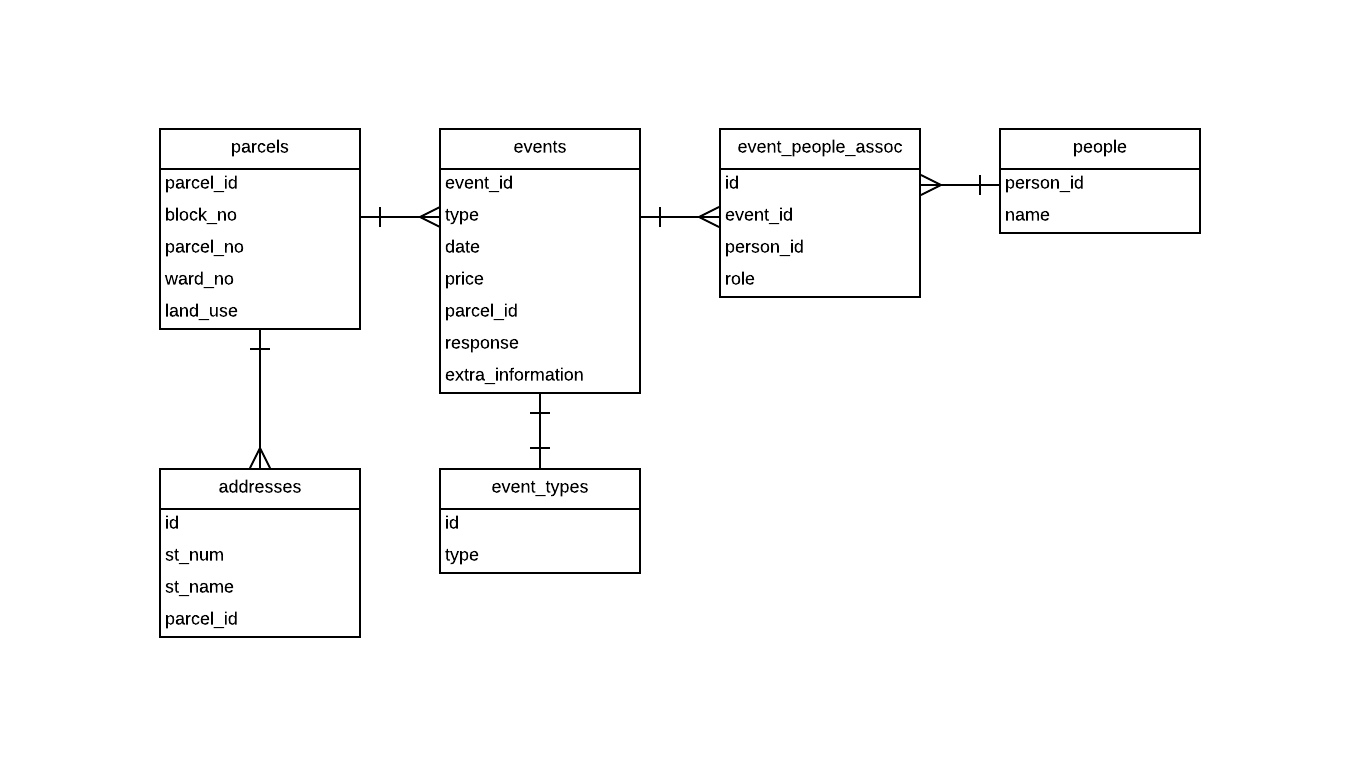 parcels
parcel_id
block_no
parcel_no
ward_no
land_use
events
event_id
type
date
price
parcel_id
response
extra_information
event_people_assoc
id
event_id
person_id
role
people
person_id
name
addresses
id
st_num
st_name
parcel_id
event_types
id
type